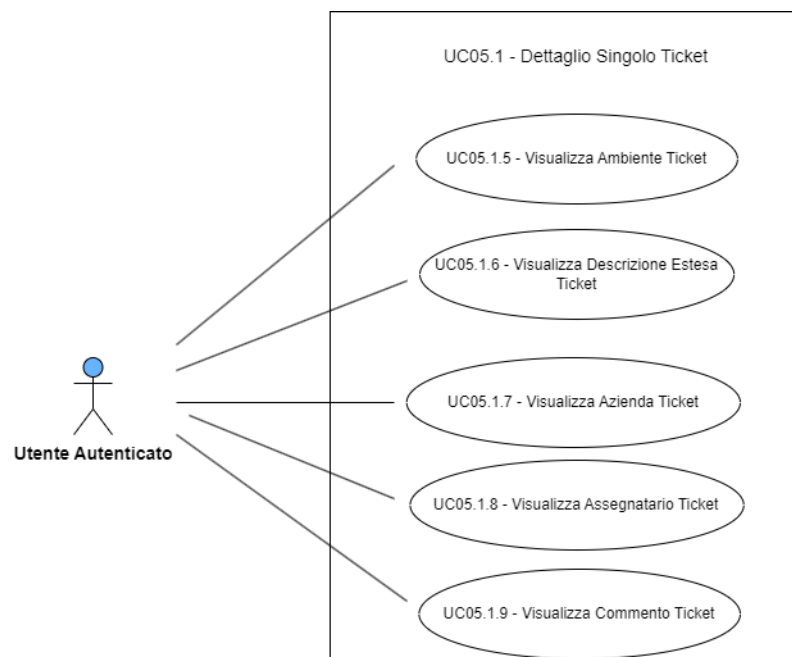 UC05.1 - Dettaglio Singolo Ticket
UC05.1.5 - Visualizza Ambiente Ticket
UC05.1.6 - Visualizza Descrizione Estesa
Ticket
UC05.1.7 - Visualizza Azienda Ticket
Utente Autenticato
UC05.1.8 - Visualizza Assegnatario Ticket
UC05.1.9 - Visualizza Commento Ticket